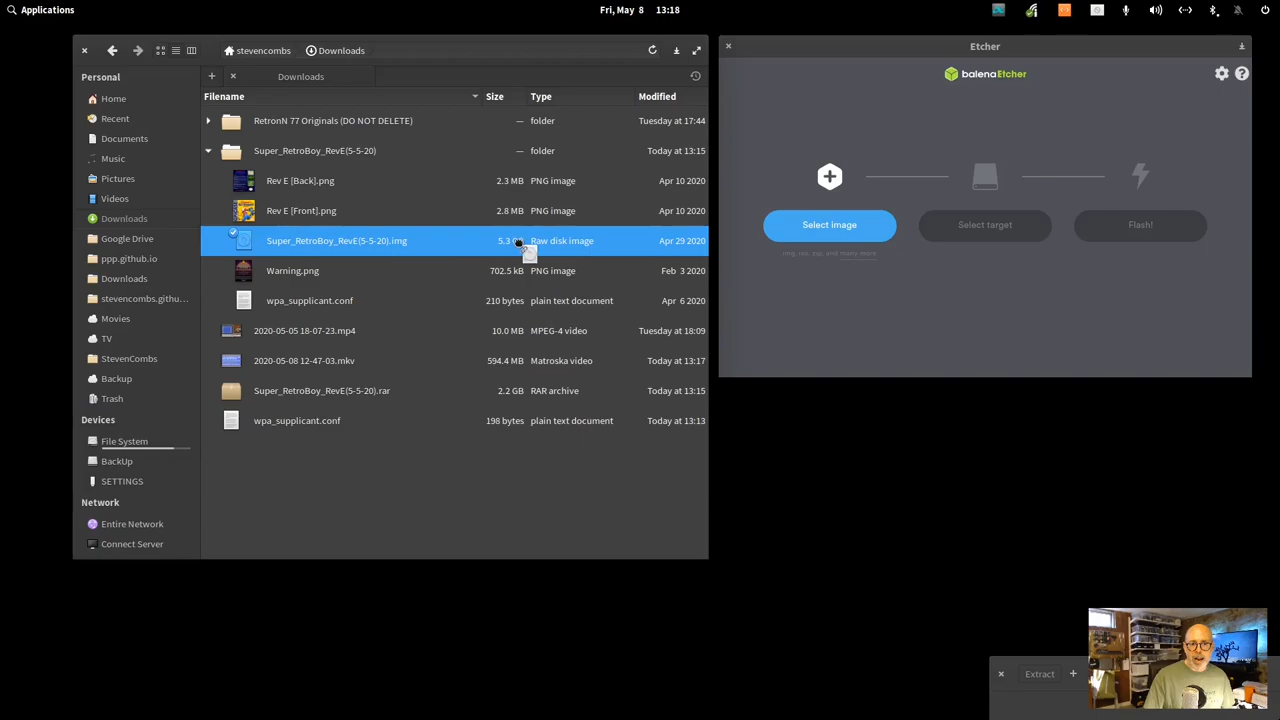 Applications
Fri, May 8 13:18
stevencombs
Downloads
Downloads
Personal
Home
Recent
Documents
Music
Pictures
Videos
Downloads
Google Drive
ppp.github.io
Downloads
stevencombs.githu...
Movies
TV
StevenCombs
Backup
Trash
Devices
File System
BackUp
SETTINGS
Network
Entire Network
Connect Server
Filename Size Type Modified
RetronN 77 Originals (DO NOT DELETE) — folder Tuesday at 17:44
Super_RetroBoy_RevE(5-5-20) — folder Today at 13:15
Rev E [Back].png 2.3 MB PNG image Apr 10 2020
Rev E [Front].png 2.8 MB PNG image Apr 10 2020
Super_RetroBoy_RevE(5-5-20).img 5.3 Raw disk image Apr 29 2020
Warning.png 702.5 kB PNG image Feb 3 2020
wpa_supplicant.conf 210 bytes plain text document Apr 6 2020
2020-05-05 18-07-23.mp4 10.0 MB MPEG-4 video Tuesday at 18:09
2020-05-08 12-47-03.mkv 594.4 MB Matroska video Today at 13:17
Super_RetroBoy_RevE(5-5-20).rar 2.2 GB RAR archive Today at 13:15
wpa_supplicant.conf 198 bytes plain text document Today at 13:13
Etcher
balenaEtcher
Select image
Select target
Flash!
many more
Extract